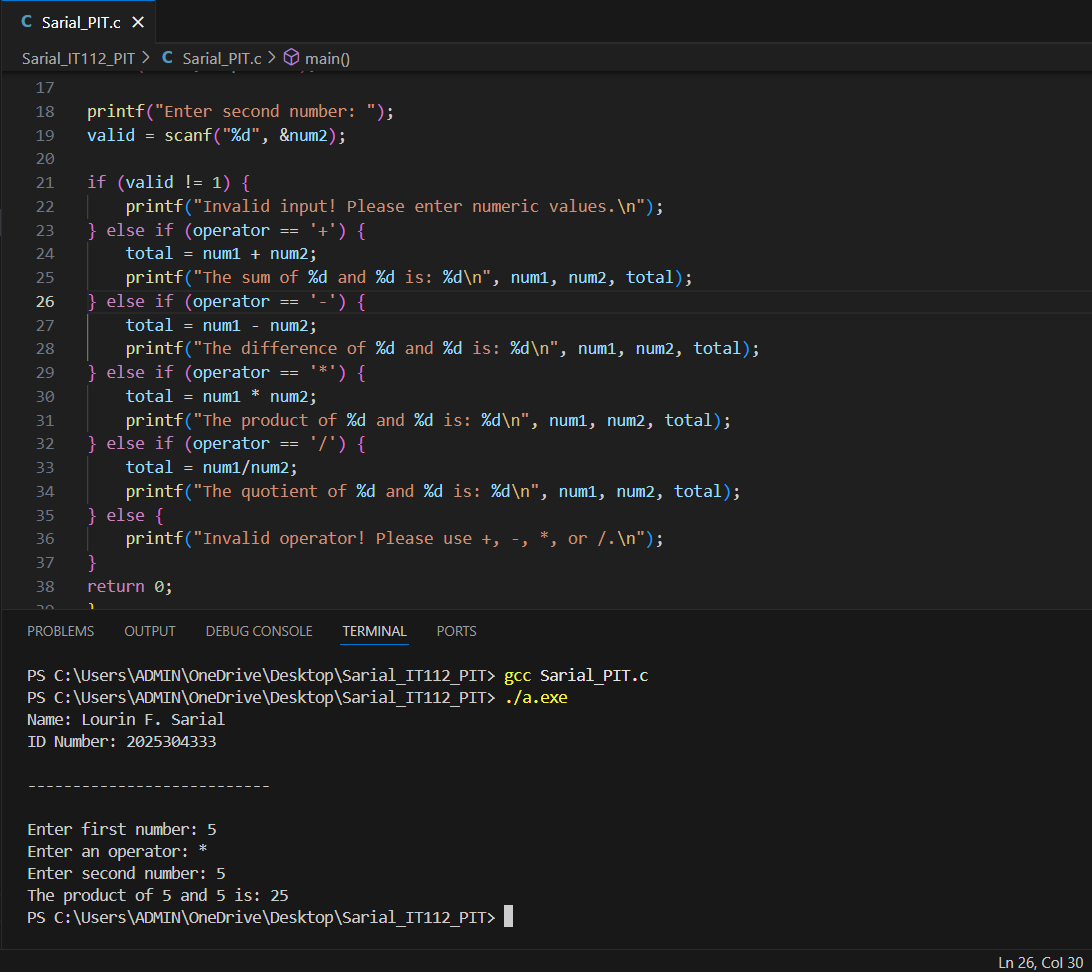 C Sarial_PIT.c ×
Sarial_IT112_PIT > C Sarial_PIT.c > main()
17
18 printf("Enter second number: ");
19 valid = scanf("%d", &num2);
20
21 if (valid != 1) {
22 printf("Invalid input! Please enter numeric values.\n");
23 } else if (operator == '+') {
24 total = num1 + num2;
25 printf("The sum of %d and %d is: %d\n", num1, num2, total);
26 } else if (operator == '-') {
27 total = num1 - num2;
28 printf("The difference of %d and %d is: %d\n", num1, num2, total);
29 } else if (operator == '*') {
30 total = num1 * num2;
31 printf("The product of %d and %d is: %d\n", num1, num2, total);
32 } else if (operator == '/') {
33 total = num1/num2;
34 printf("The quotient of %d and %d is: %d\n", num1, num2, total);
35 } else {
36 printf("Invalid operator! Please use +, -, *, or /.\n");
37 }
38 return 0;
39 }
PROBLEMS OUTPUT DEBUG CONSOLE TERMINAL PORTS
PS C:\Users\ADMIN\OneDrive\Desktop\Sarial_IT112_PIT> gcc Sarial_PIT.c
PS C:\Users\ADMIN\OneDrive\Desktop\Sarial_IT112_PIT> ./a.exe
Name: Lourin F. Sarial
ID Number: 2025304333
---------------------------
Enter first number: 5
Enter an operator: *
Enter second number: 5
The product of 5 and 5 is: 25
PS C:\Users\ADMIN\OneDrive\Desktop\Sarial_IT112_PIT>
Ln 26, Col 30